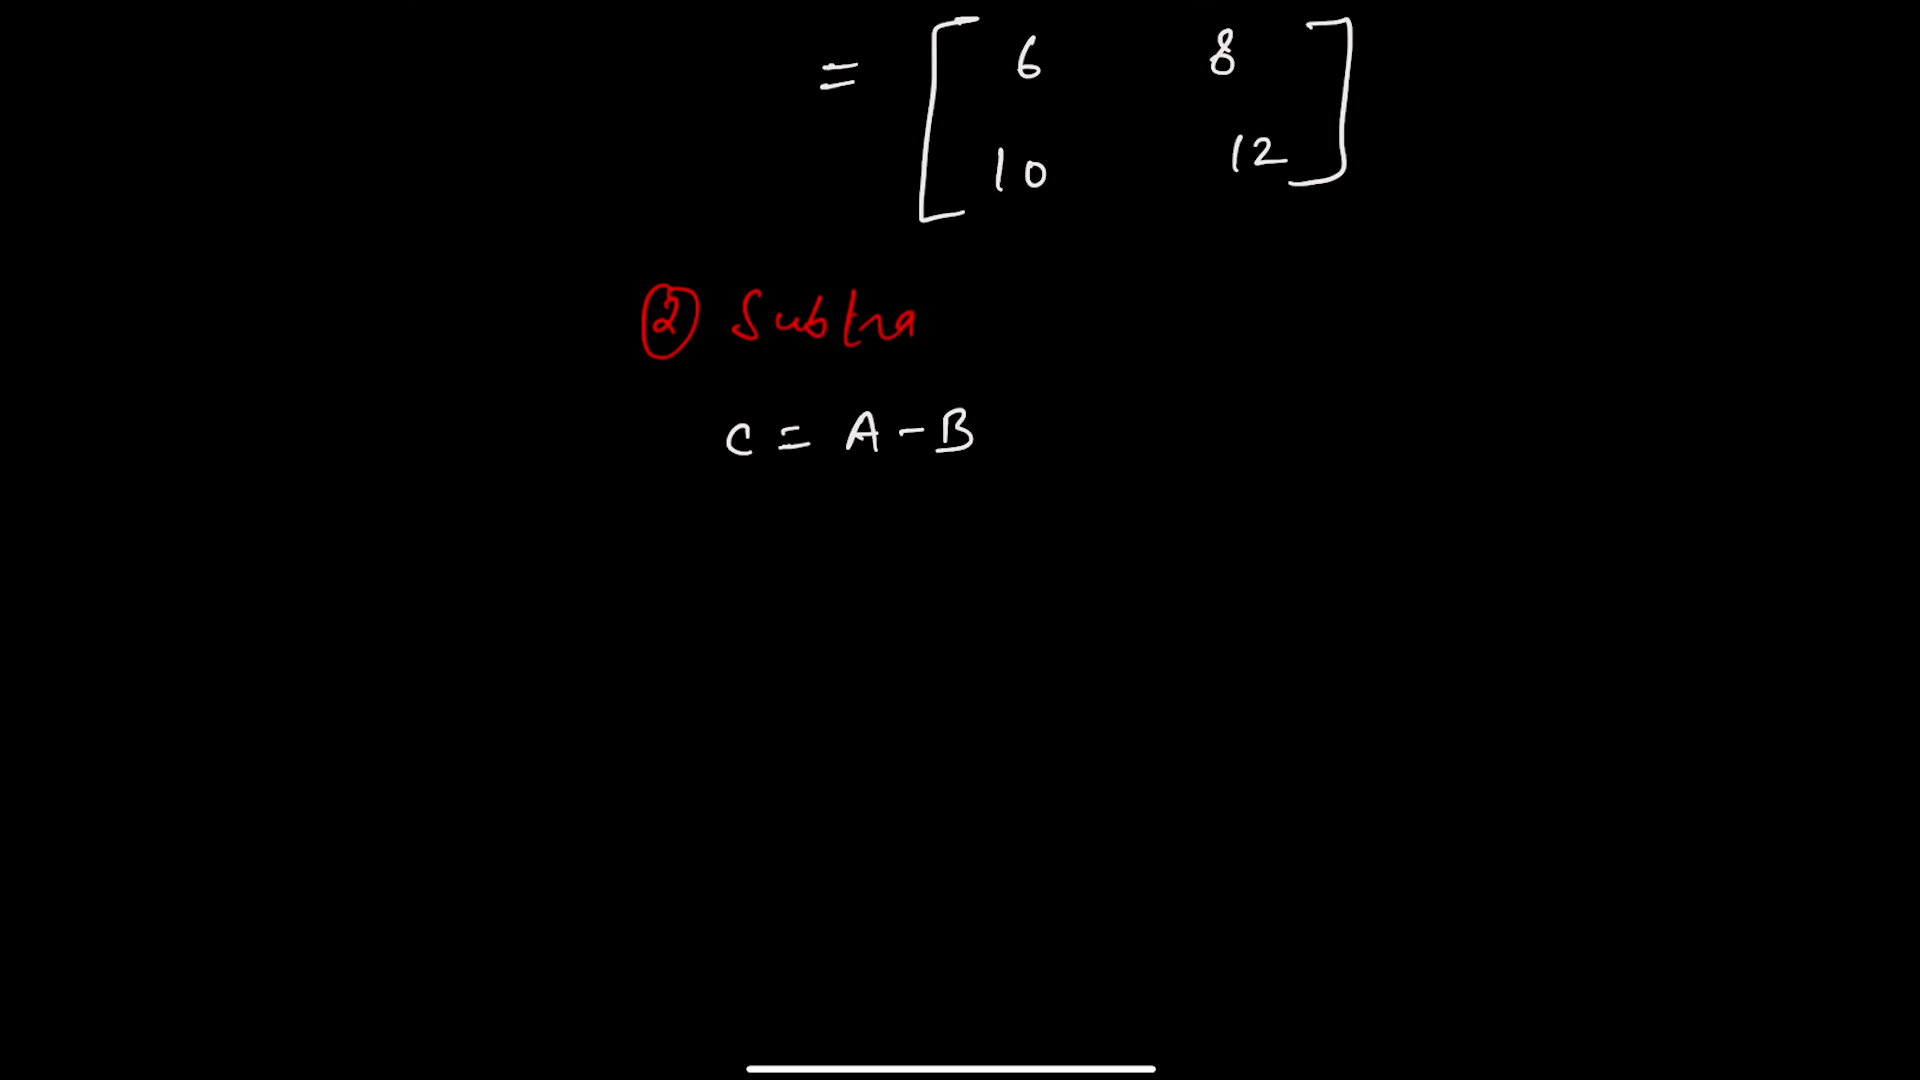 = [ 6 8
10 12 ]
② Subtra
C = A - B